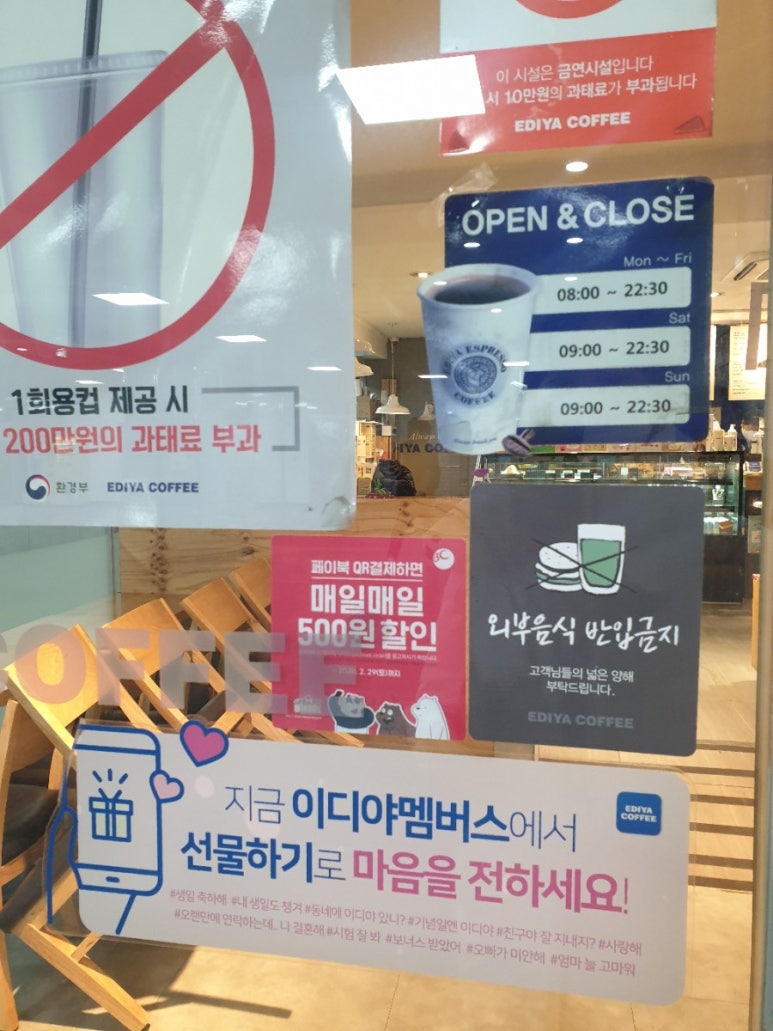 이 시설은 금연시설입니다
서 10만원의 과태료가 부과됩니다
EDIYA COFFEE
OPEN & CLOSE
Mon ~ Fri
08:00 ~ 22:30
Sat
09:00 ~ 22:30
Sun
09:00 ~ 22:30
ESPRESSO
COFFEE
1회용컵 제공 시
200만원의 과태료 부과
환경부 EDIYA COFFEE
페이북 QR결제하면
매일매일
500원 할인
2.29(토)까지
외부음식 반입금지
고객님들의 넓은 양해
부탁드립니다.
EDIYA COFFEE
COFFEE
지금 이디야멤버스에서
선물하기로 마음을 전하세요!
EDIYA
COFFEE
#생일 축하해 #내 생일도 챙겨 #동네에 이디야 있니? #기념일엔 이디야 #친구야 잘 지내지? #사랑해
#오랜만에 연락하는데.. 나 결혼해 #시험 잘 봐 #보너스 받았어 #오빠가 미안해 #엄마 늘 고마워